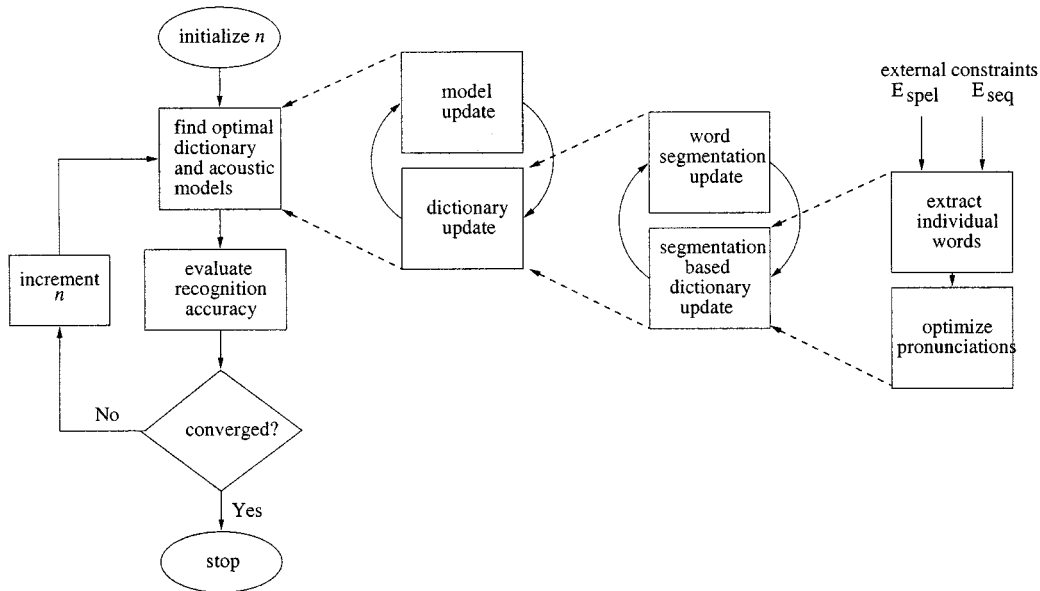 initialize n
find optimal
dictionary
and acoustic
models
evaluate
recognition
accuracy
increment
n
No
converged?
Yes
stop
model
update
dictionary
update
word
segmentation
update
segmentation
based
dictionary
update
external constraints
E spel E seq
extract
individual
words
optimize
pronunciations